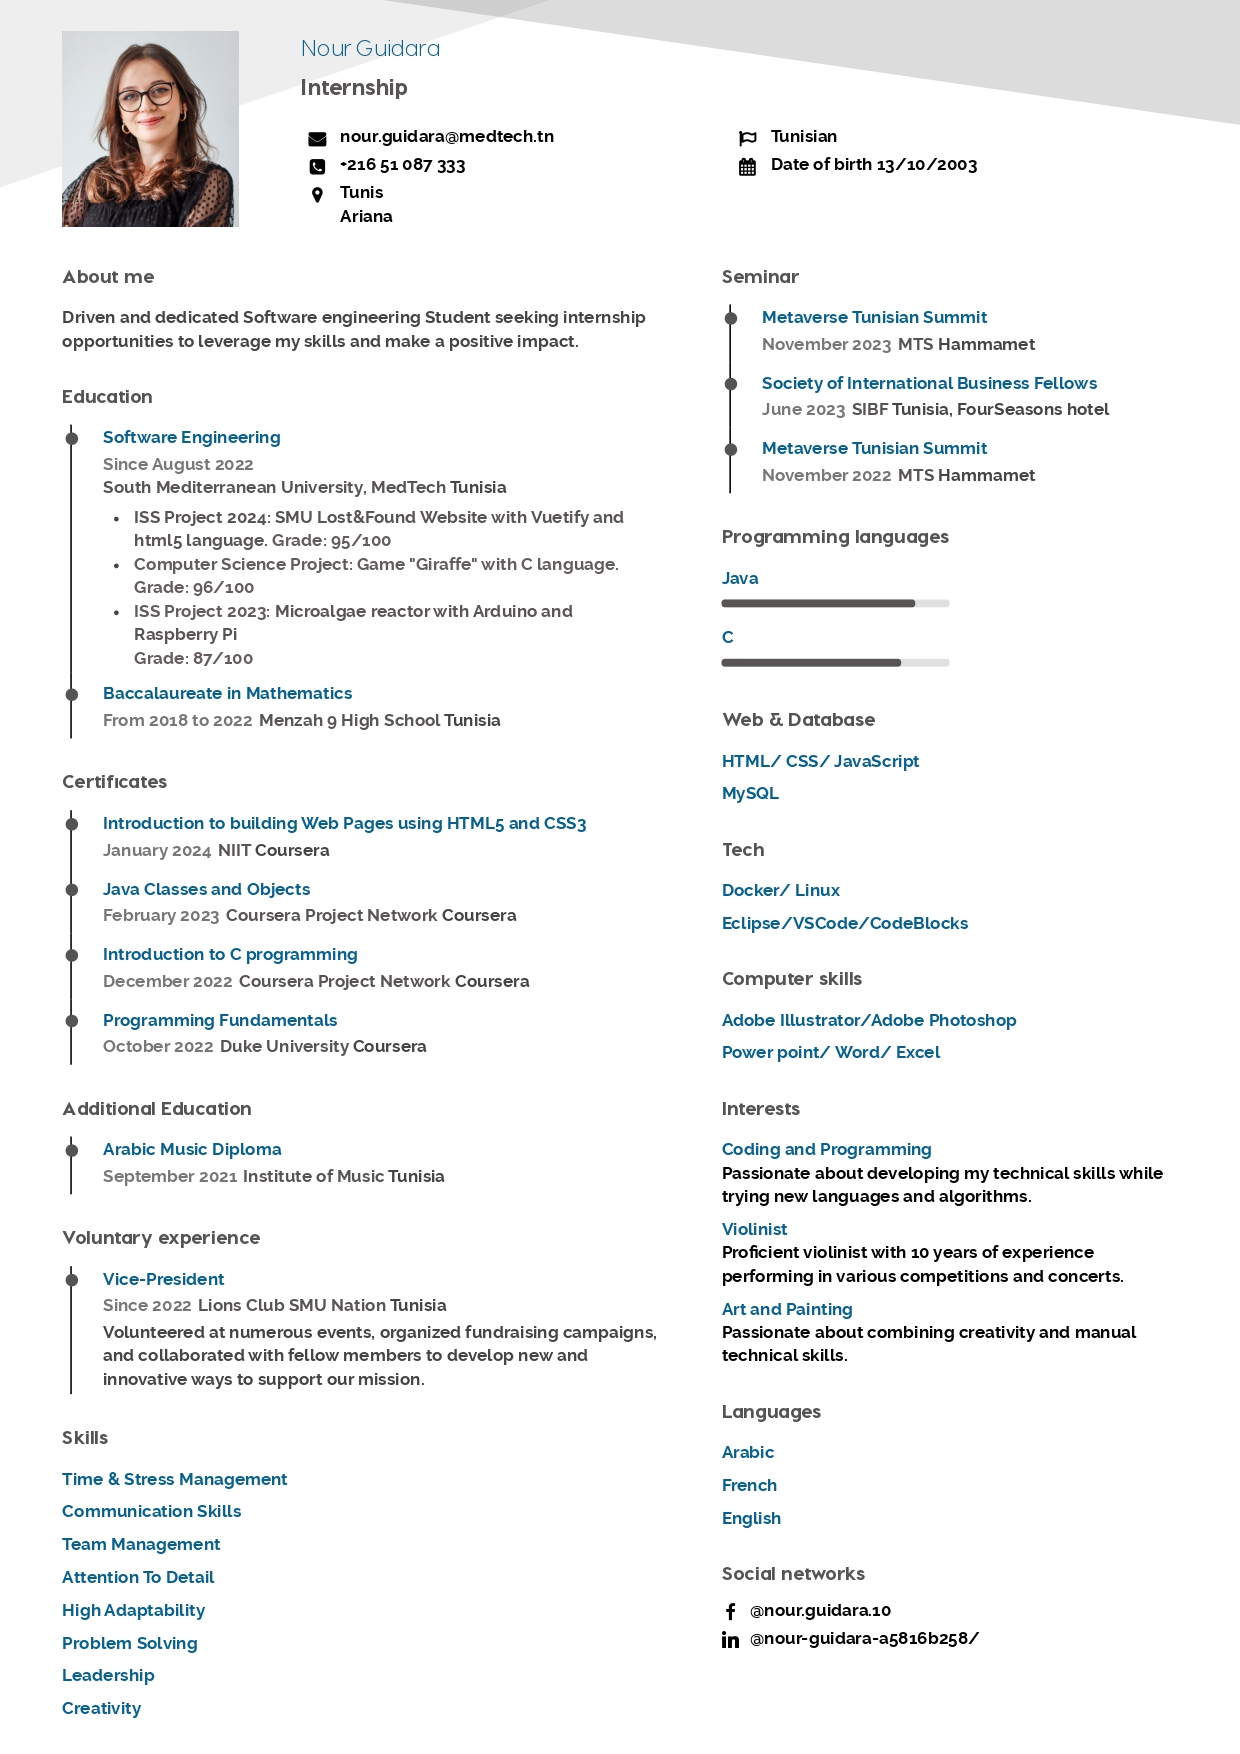 Nour Guidara
Internship
nour.guidara@medtech.tn
+216 51 087 333
Tunis
Ariana
Tunisian
Date of birth 13/10/2003
About me
Driven and dedicated Software engineering Student seeking internship
opportunities to leverage my skills and make a positive impact.
Education
Software Engineering
Since August 2022
South Mediterranean University, MedTech Tunisia
• ISS Project 2024: SMU Lost&Found Website with Vuetify and
html5 language. Grade: 95/100
• Computer Science Project: Game "Giraffe" with C language.
Grade: 96/100
• ISS Project 2023: Microalgae reactor with Arduino and
Raspberry Pi
Grade: 87/100
Baccalaureate in Mathematics
From 2018 to 2022 Menzah 9 High School Tunisia
Certificates
Introduction to building Web Pages using HTML5 and CSS3
January 2024 NIIT Coursera
Java Classes and Objects
February 2023 Coursera Project Network Coursera
Introduction to C programming
December 2022 Coursera Project Network Coursera
Programming Fundamentals
October 2022 Duke University Coursera
Additional Education
Arabic Music Diploma
September 2021 Institute of Music Tunisia
Voluntary experience
Vice-President
Since 2022 Lions Club SMU Nation Tunisia
Volunteered at numerous events, organized fundraising campaigns,
and collaborated with fellow members to develop new and
innovative ways to support our mission.
Skills
Time & Stress Management
Communication Skills
Team Management
Attention To Detail
High Adaptability
Problem Solving
Leadership
Creativity
Seminar
Metaverse Tunisian Summit
November 2023 MTS Hammamet
Society of International Business Fellows
June 2023 SIBF Tunisia, FourSeasons hotel
Metaverse Tunisian Summit
November 2022 MTS Hammamet
Programming languages
Java
C
Web & Database
HTML/ CSS/ JavaScript
MySQL
Tech
Docker/ Linux
Eclipse/VSCode/CodeBlocks
Computer skills
Adobe Illustrator/Adobe Photoshop
Power point/ Word/ Excel
Interests
Coding and Programming
Passionate about developing my technical skills while
trying new languages and algorithms.
Violinist
Proficient violinist with 10 years of experience
performing in various competitions and concerts.
Art and Painting
Passionate about combining creativity and manual
technical skills.
Languages
Arabic
French
English
Social networks
@nour.guidara.10
@nour-guidara-a5816b258/